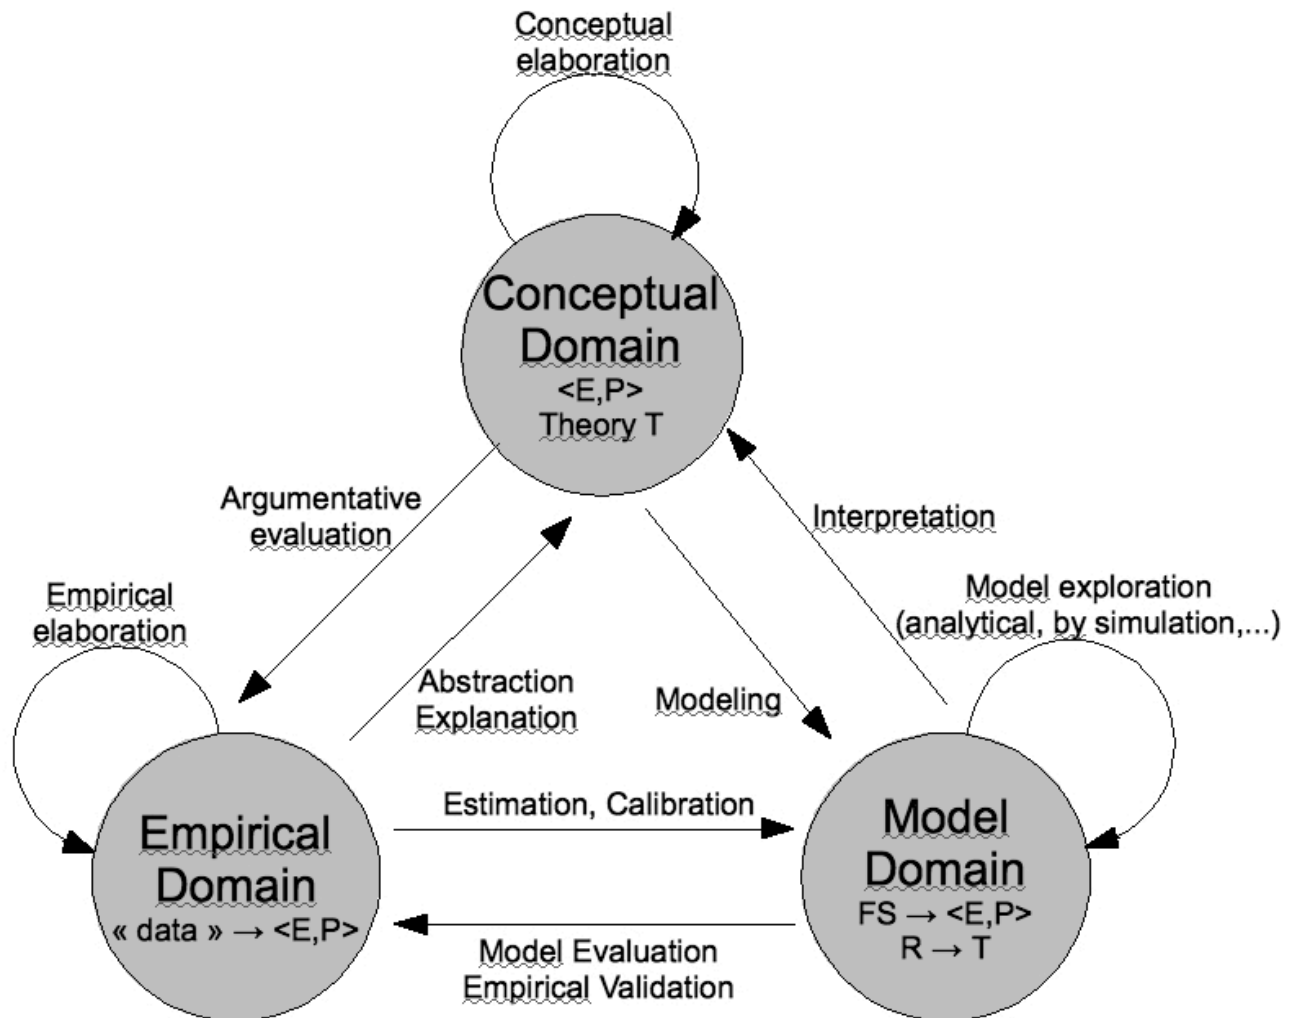 Conceptual
elaboration
Conceptual
Domain
<E,P>
Theory T
Argumentative
evaluation
Interpretation
Empirical
elaboration
Model exploration
(analytical, by simulation,...)
Abstraction
Explanation
Modeling
Estimation, Calibration
Empirical
Domain
« data » → <E,P>
Model
Domain
FS → <E,P>
R → T
Model Evaluation
Empirical Validation